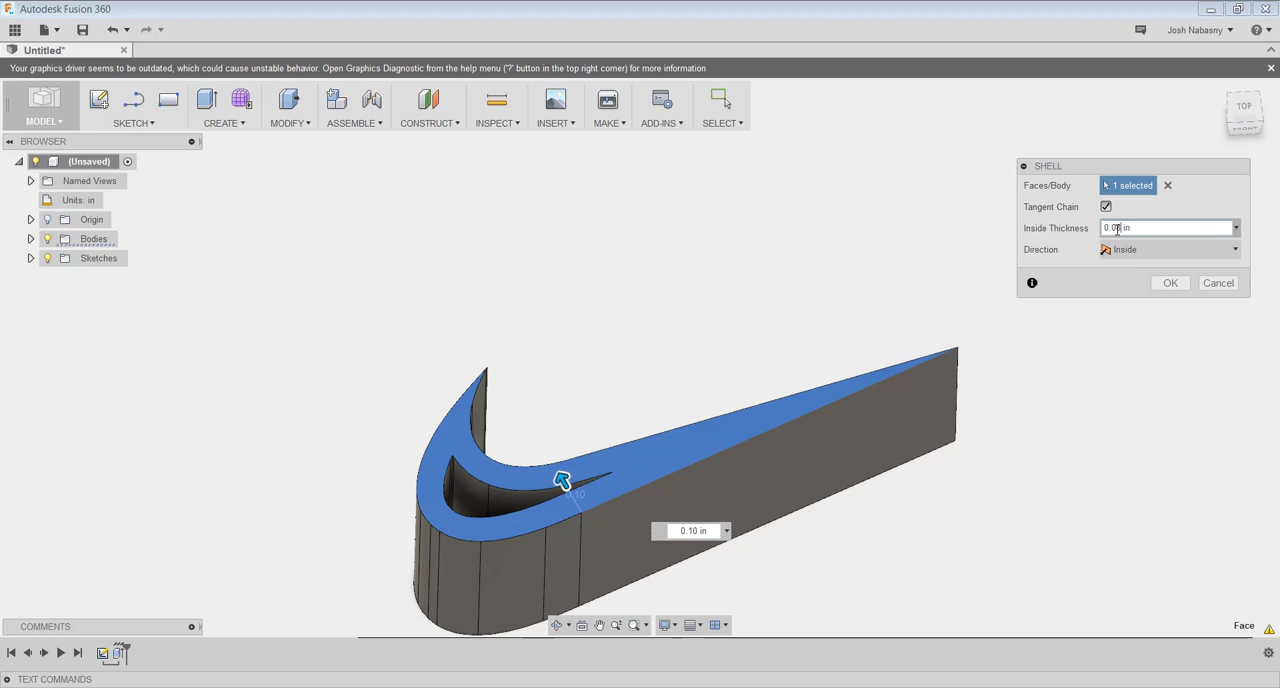 Autodesk Fusion 360
Josh Nabasny
Untitled*
Your graphics driver seems to be outdated, which could cause unstable behavior. Open Graphics Diagnostic from the help menu ('?' button in the top right corner) for more information
MODEL
SKETCH
CREATE
MODIFY
ASSEMBLE
CONSTRUCT
INSPECT
INSERT
MAKE
ADD-INS
SELECT
TOP
FRONT
BROWSER
(Unsaved)
Named Views
Units: in
Origin
Bodies
Sketches
SHELL
Faces/Body 1 selected
Tangent Chain
Inside Thickness in
Direction Inside
OK Cancel
0.10
0.10 in
COMMENTS
Face
TEXT COMMANDS